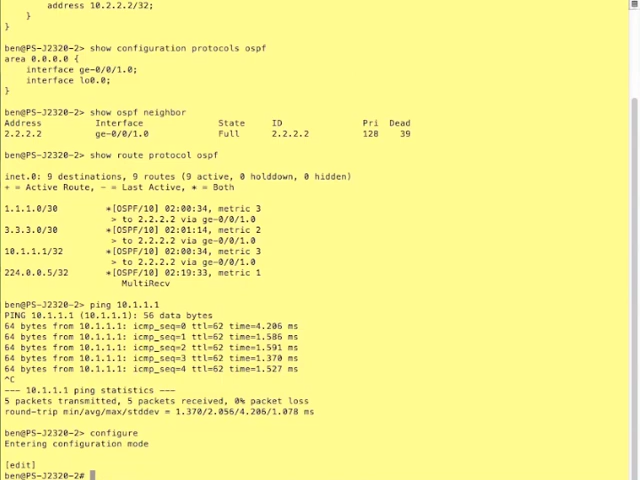 address 10.2.2.2/32;
}
}
ben@PS-J2320-2> show configuration protocols ospf
area 0.0.0.0 {
interface ge-0/0/1.0;
interface lo0.0;
}
ben@PS-J2320-2> show ospf neighbor
Address Interface State ID Pri Dead
2.2.2.2 ge-0/0/1.0 Full 2.2.2.2 128 39
ben@PS-J2320-2> show route protocol ospf
inet.0: 9 destinations, 9 routes (9 active, 0 holddown, 0 hidden)
+ = Active Route, - = Last Active, * = Both
1.1.1.0/30 *[OSPF/10] 02:00:34, metric 3
> to 2.2.2.2 via ge-0/0/1.0
3.3.3.0/30 *[OSPF/10] 02:01:14, metric 2
> to 2.2.2.2 via ge-0/0/1.0
10.1.1.1/32 *[OSPF/10] 02:00:34, metric 3
> to 2.2.2.2 via ge-0/0/1.0
224.0.0.5/32 *[OSPF/10] 02:19:33, metric 1
MultiRecv
ben@PS-J2320-2> ping 10.1.1.1
PING 10.1.1.1 (10.1.1.1): 56 data bytes
64 bytes from 10.1.1.1: icmp_seq=0 ttl=62 time=4.206 ms
64 bytes from 10.1.1.1: icmp_seq=1 ttl=62 time=1.586 ms
64 bytes from 10.1.1.1: icmp_seq=2 ttl=62 time=1.591 ms
64 bytes from 10.1.1.1: icmp_seq=3 ttl=62 time=1.370 ms
64 bytes from 10.1.1.1: icmp_seq=4 ttl=62 time=1.527 ms
^C
--- 10.1.1.1 ping statistics ---
5 packets transmitted, 5 packets received, 0% packet loss
round-trip min/avg/max/stddev = 1.370/2.056/4.206/1.078 ms
ben@PS-J2320-2> configure
Entering configuration mode
[edit]
ben@PS-J2320-2#